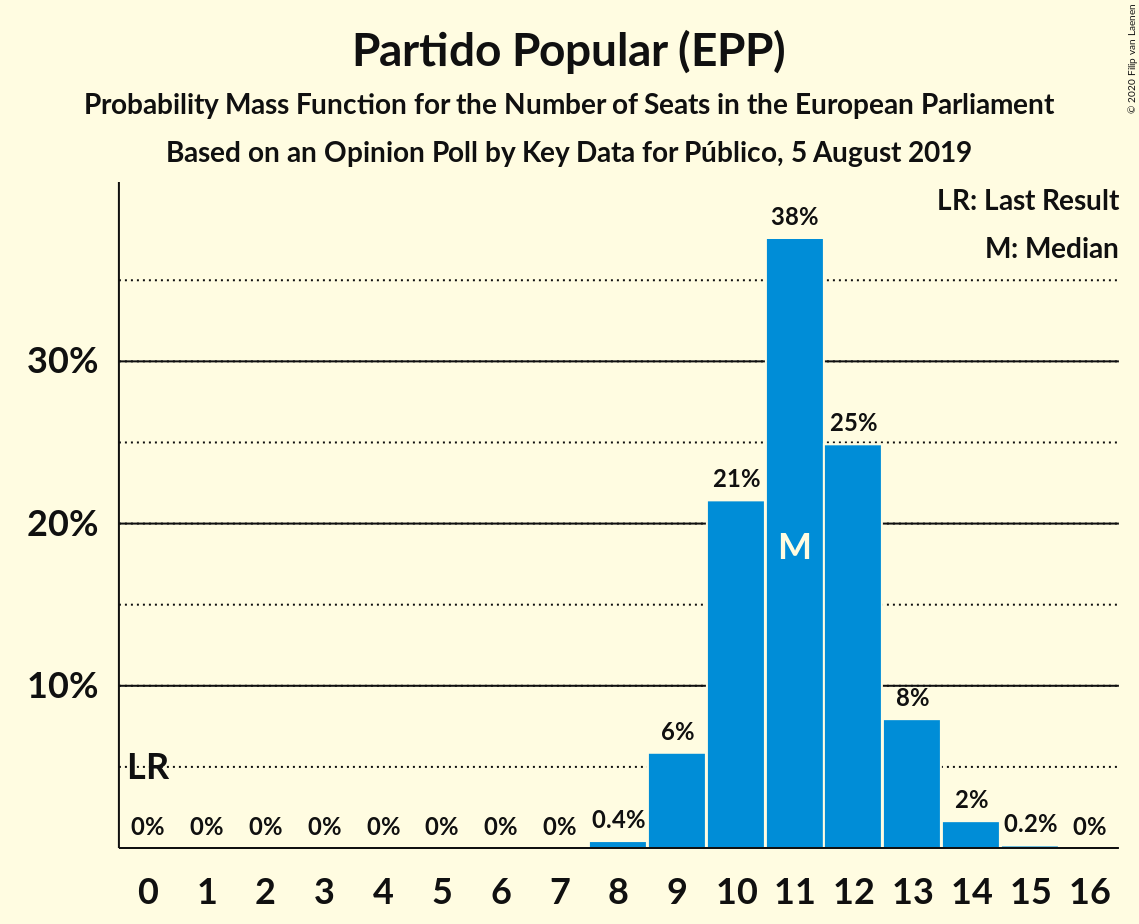 Partido Popular (EPP)
Probability Mass Function for the Number of Seats in the European Parliament
Based on an Opinion Poll by Key Data for Público, 5 August 2019
© 2020 Filip van Laenen
LR: Last Result
M: Median
38%
30%
25%
21%
20%
M
10%
8%
6%
LR
2%
0% 0% 0% 0% 0% 0% 0% 0% 0.4% 0.2% 0%
0 1 2 3 4 5 6 7 8 9 10 11 12 13 14 15 16